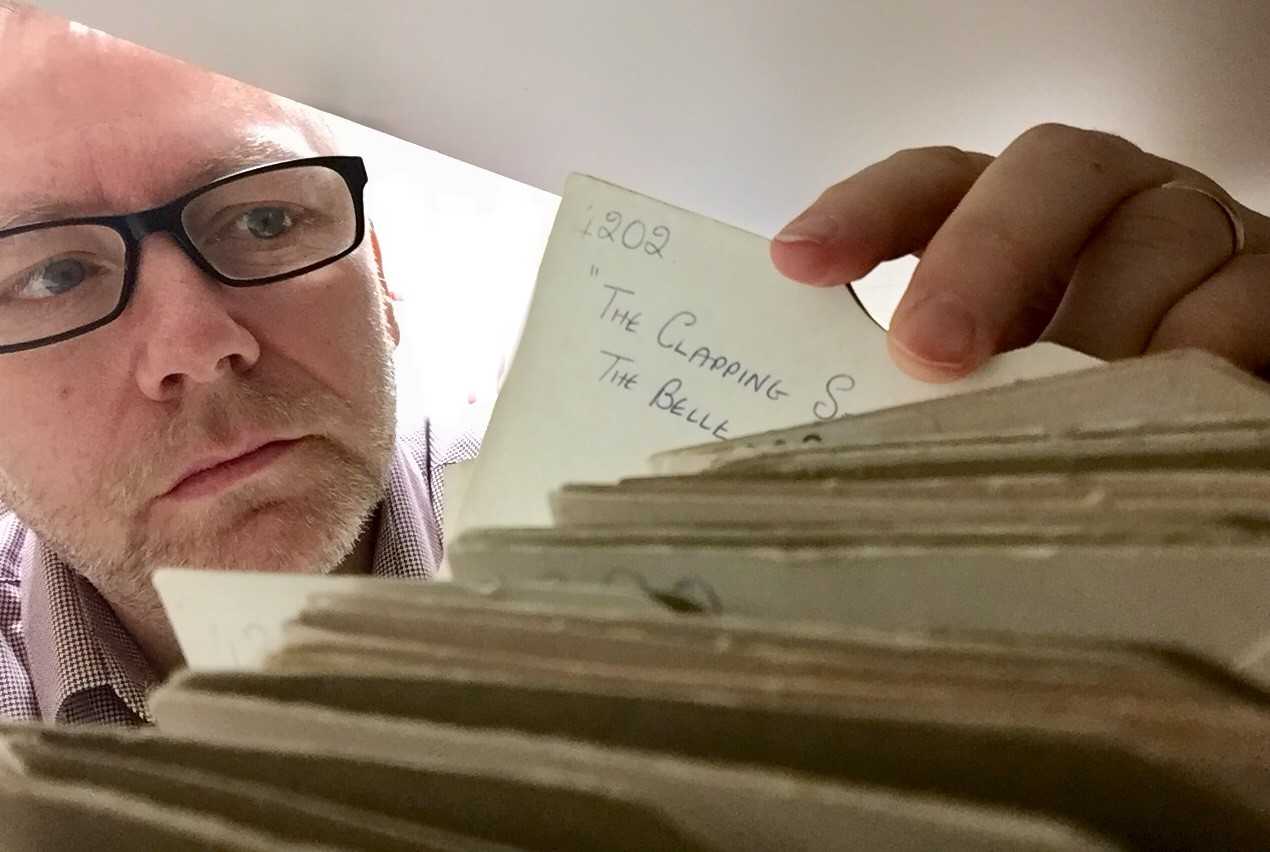 1202
"THE CLAPPING S
THE BELLE